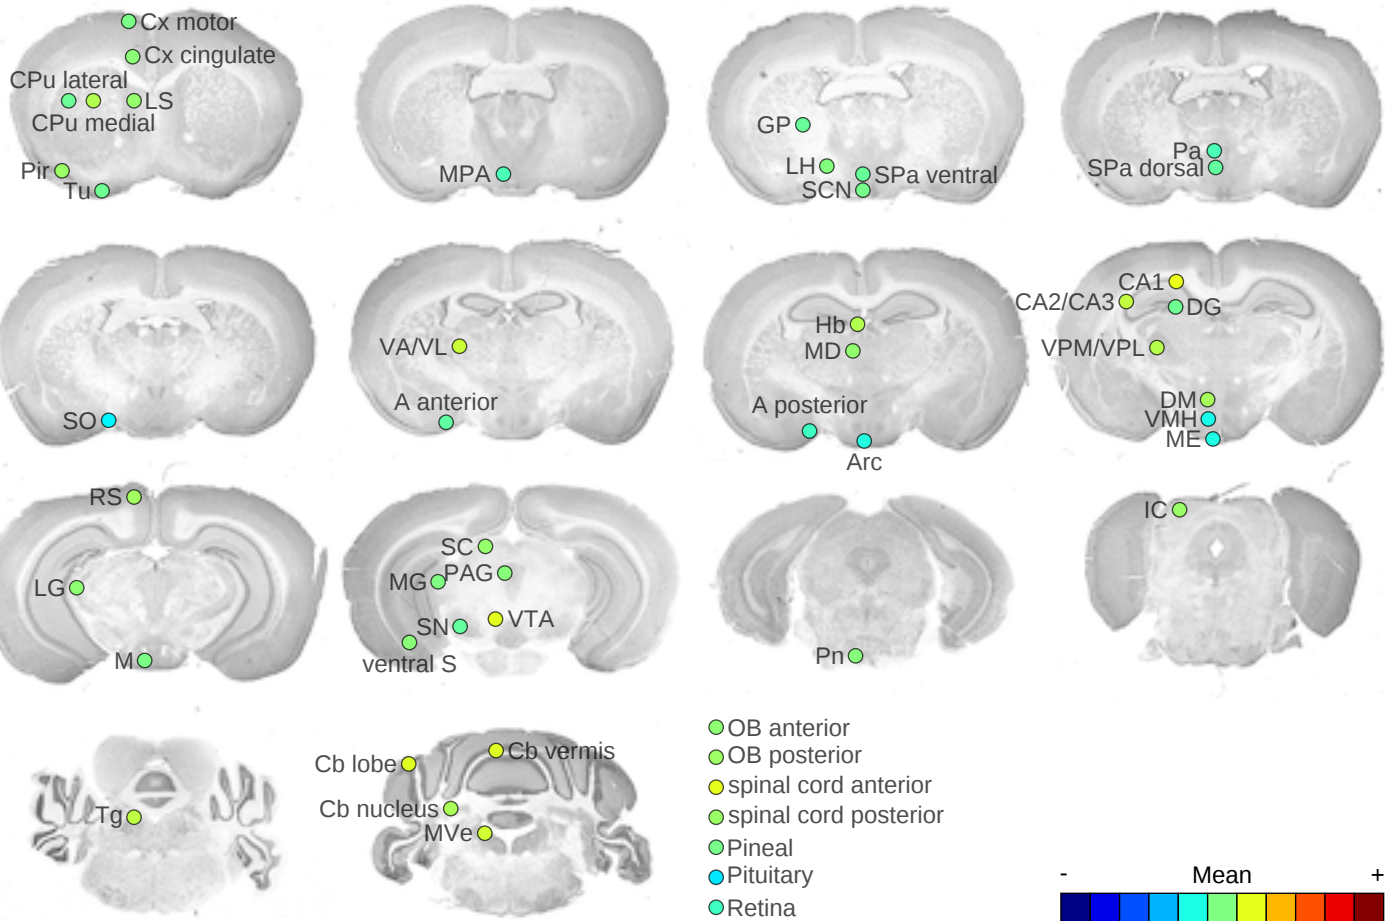 Cx motor
Cx cingulate
CPu lateral
LS
CPu medial
Pir
Tu
MPA
GP
LH
SPa ventral
SCN
Pa
SPa dorsal
SO
VA/VL
A anterior
Hb
MD
A posterior
Arc
CA1
CA2/CA3
DG
VPM/VPL
DM
VMH
ME
RS
LG
M
SC
MG
PAG
SN
VTA
ventral S
Pn
IC
Tg
Cb lobe
Cb vermis
Cb nucleus
MVe
OB anterior
OB posterior
spinal cord anterior
spinal cord posterior
Pineal
Pituitary
Retina
- Mean +